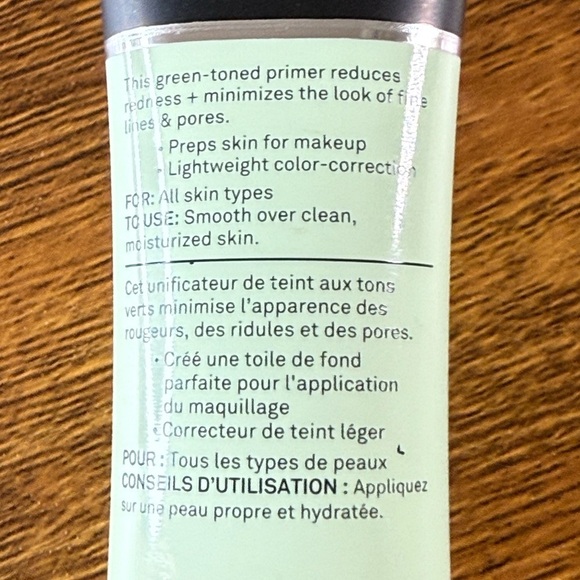 This green-toned primer reduces
redness + minimizes the look of fine
lines & pores.
• Preps skin for makeup
• Lightweight color-correction
FOR: All skin types
TO USE: Smooth over clean,
moisturized skin.
Cet unificateur de teint aux tons
verts minimise l'apparence des
rougeurs, des ridules et des pores.
• Créé une toile de fond
parfaite pour l'application
du maquillage
• Correcteur de teint léger
POUR : Tous les types de peaux
CONSEILS D'UTILISATION : Appliquez
sur une peau propre et hydratée.